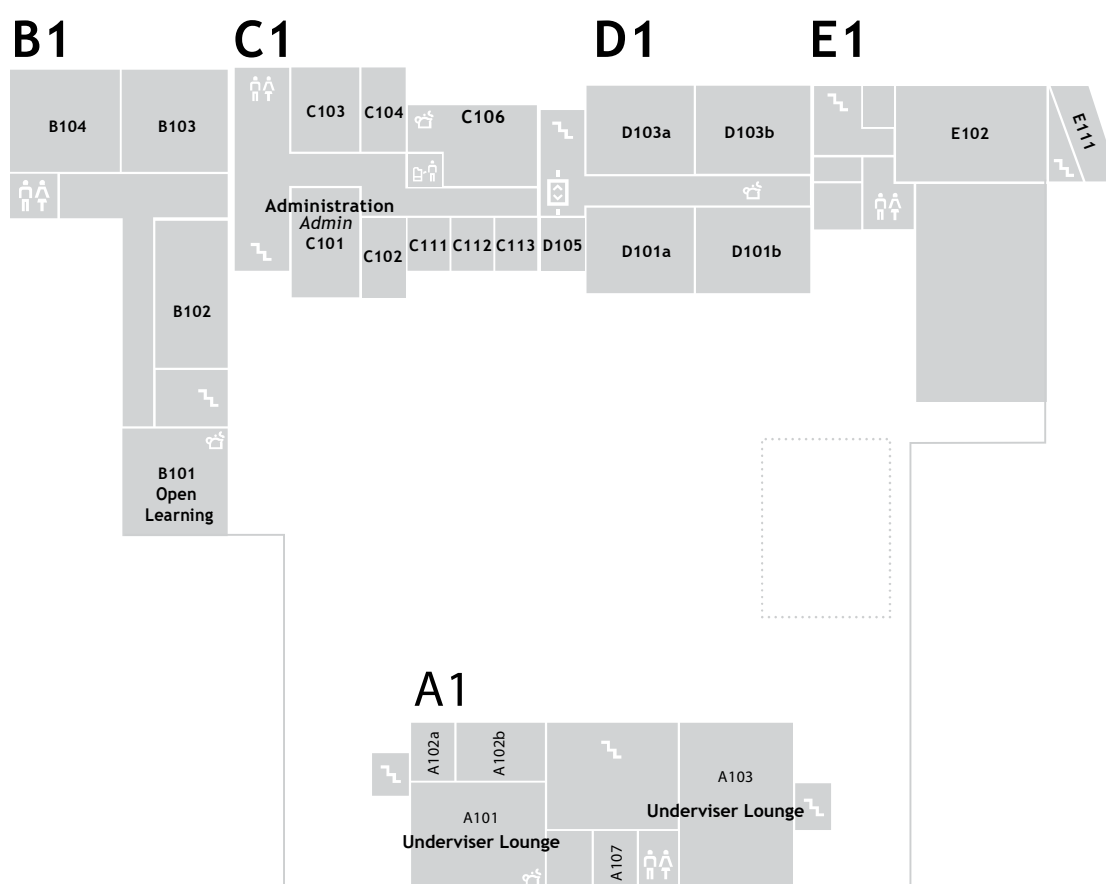 B1
C1
D1
E1
B104
B103
C103
C104
C106
D103a
D103b
E102
E111
Administration
Admin
C101
C102
C111
C112
C113
D105
D101a
D101b
B102
B101
Open
Learning
A1
A102a
A102b
A103
Underviser Lounge
A101
Underviser Lounge
A107